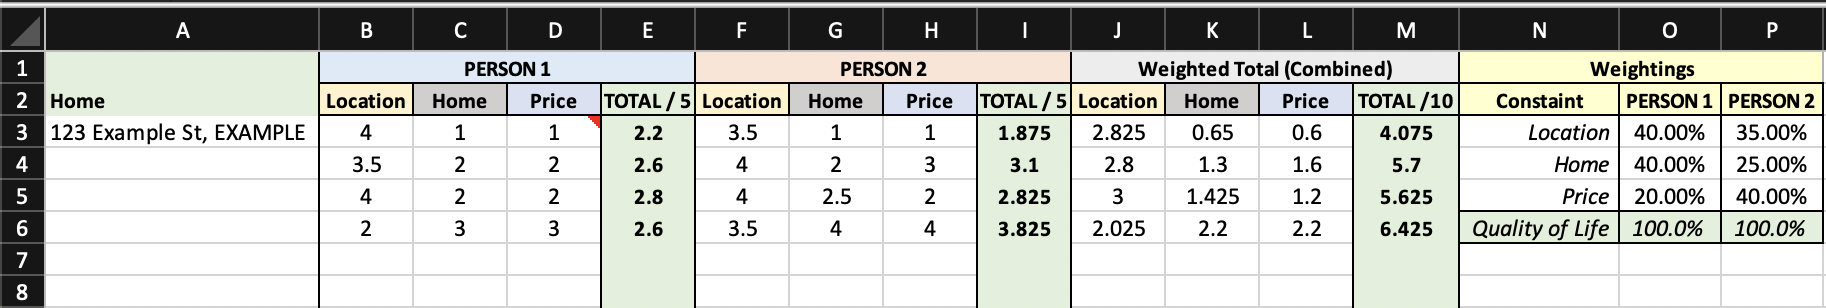 A B C D E F G H I J K L M N O P
1 PERSON 1 PERSON 2 Weighted Total (Combined) Weightings
2 Home Location Home Price TOTAL / 5 Location Home Price TOTAL / 5 Location Home Price TOTAL /10 Constaint PERSON 1 PERSON 2
3 123 Example St, EXAMPLE 4 1 1 2.2 3.5 1 1 1.875 2.825 0.65 0.6 4.075 Location 40.00% 35.00%
4 3.5 2 2 2.6 4 2 3 3.1 2.8 1.3 1.6 5.7 Home 40.00% 25.00%
5 4 2 2 2.8 4 2.5 2 2.825 3 1.425 1.2 5.625 Price 20.00% 40.00%
6 2 3 3 2.6 3.5 4 4 3.825 2.025 2.2 2.2 6.425 Quality of Life 100.0% 100.0%
7
8